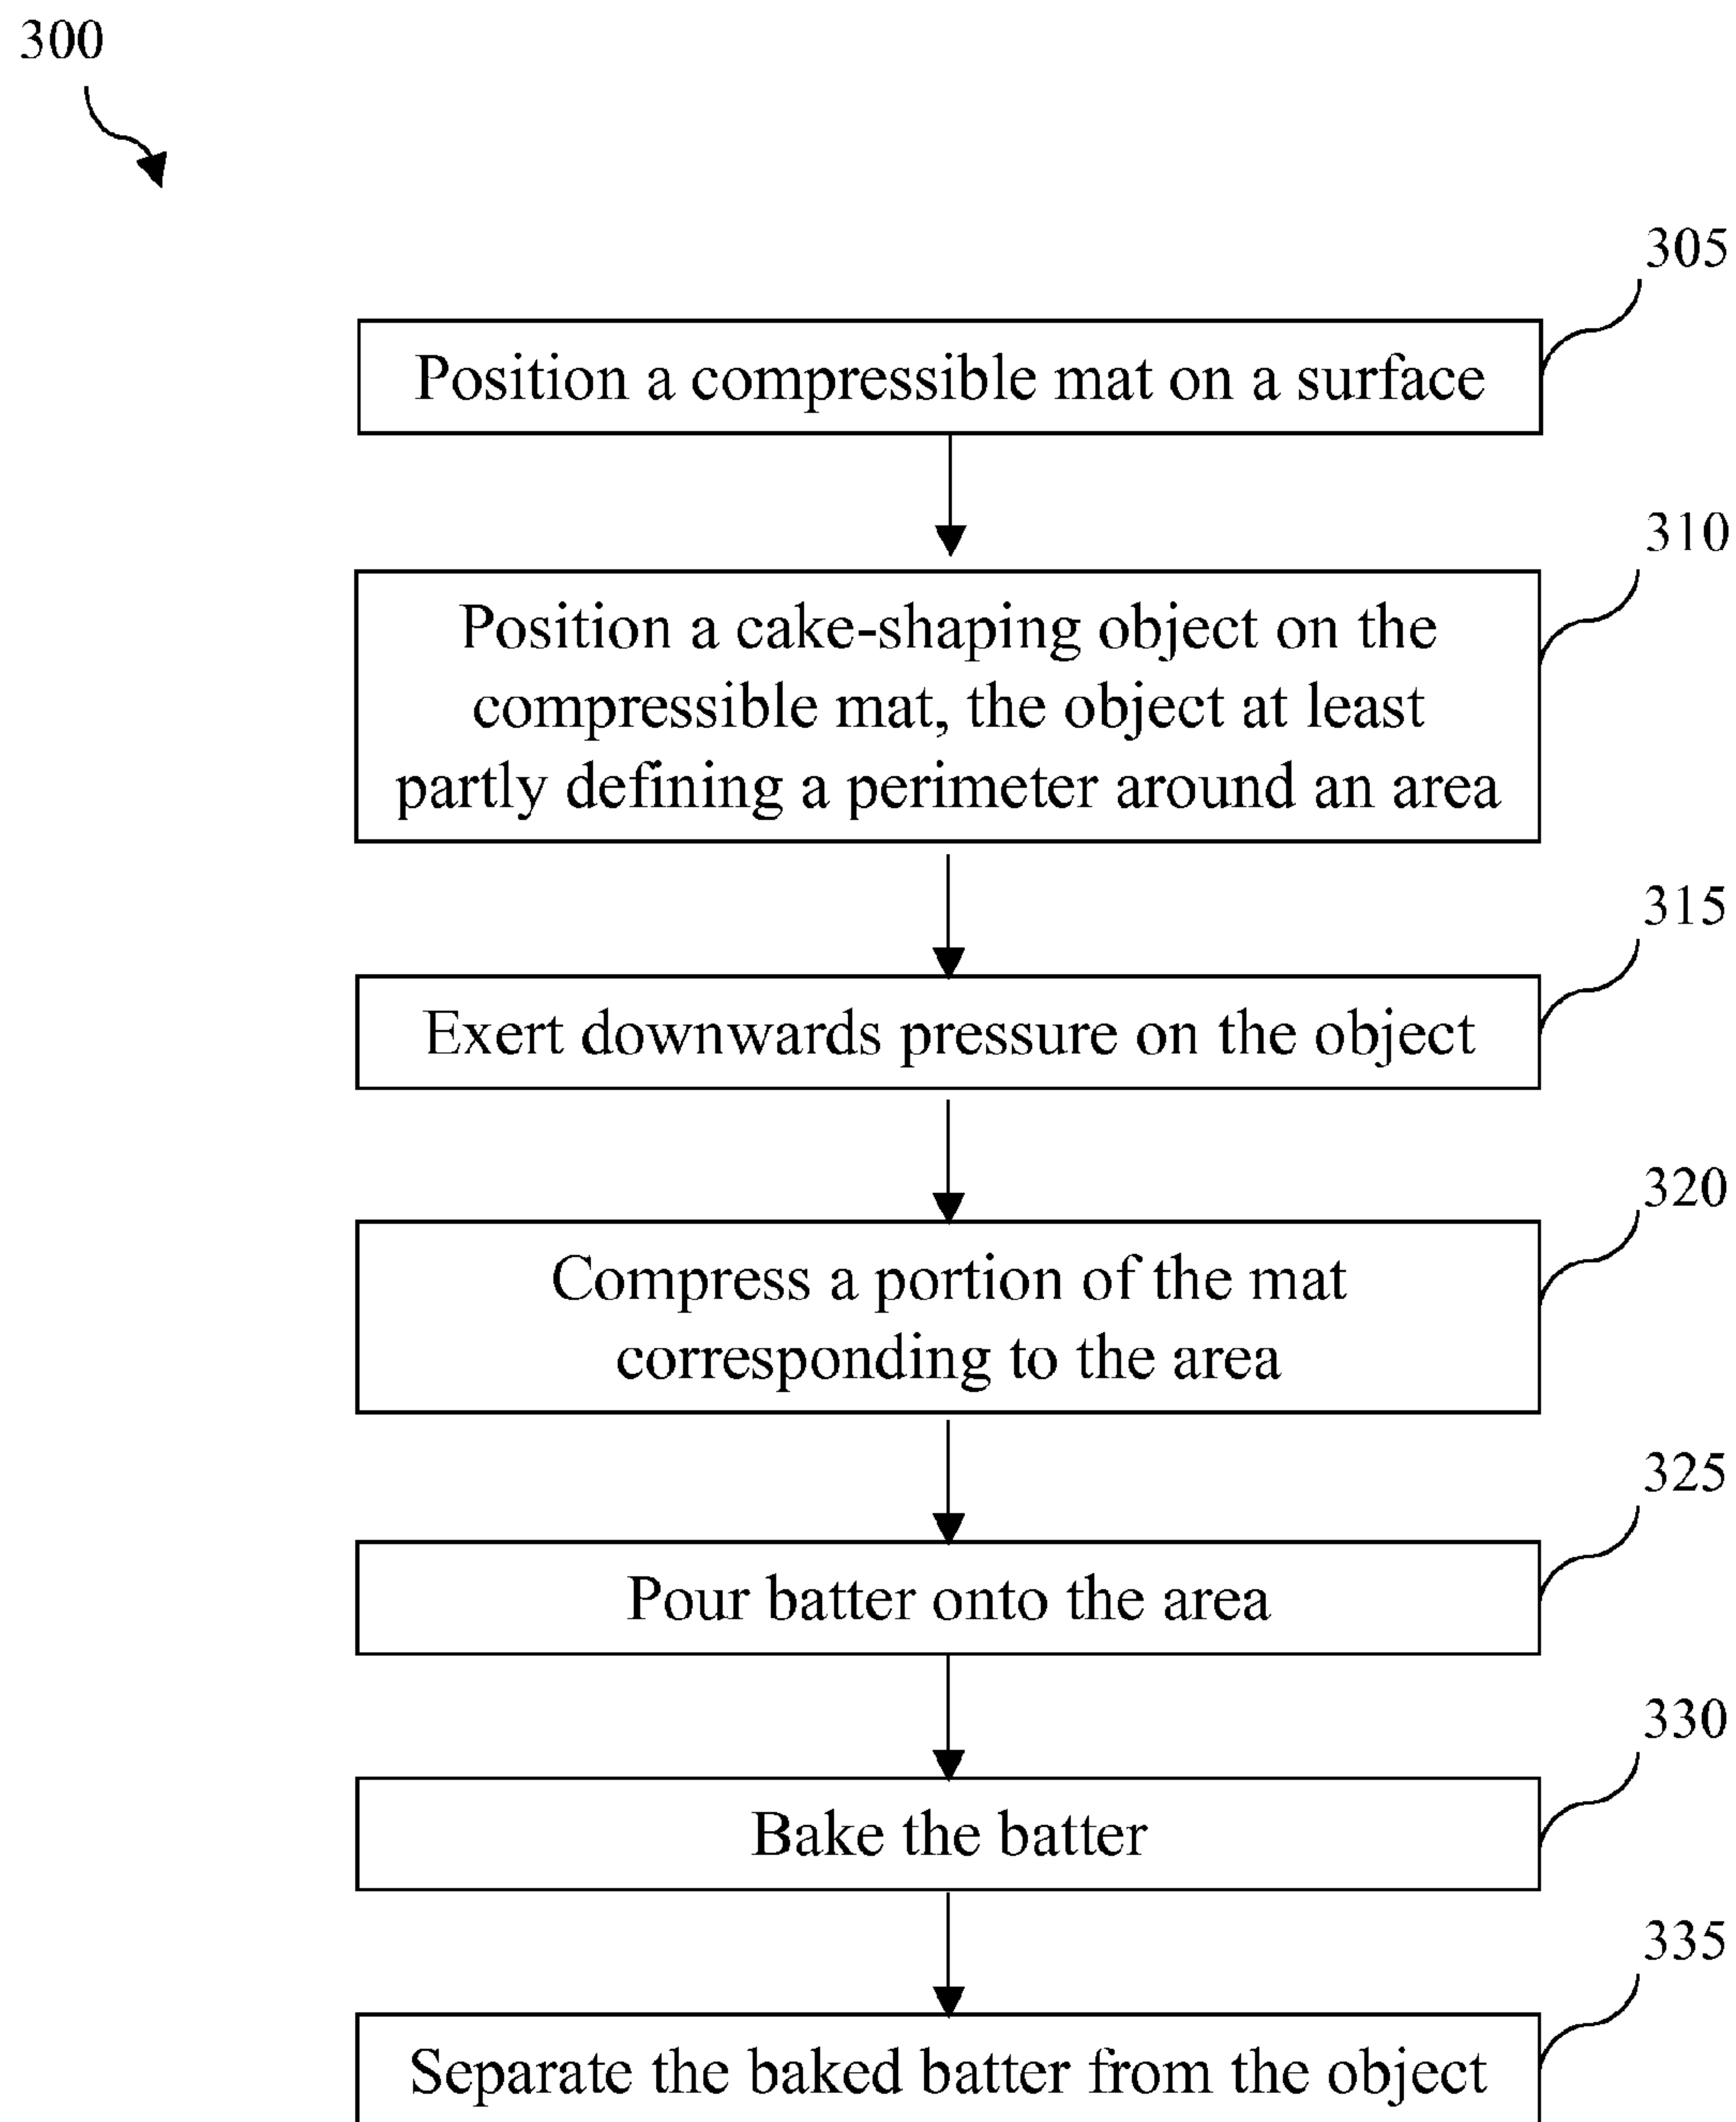 300
305
Position a compressible mat on a surface
310
Position a cake-shaping object on the
compressible mat, the object at least
partly defining a perimeter around an area
315
Exert downwards pressure on the object
320
Compress a portion of the mat
corresponding to the area
325
Pour batter onto the area
330
Bake the batter
335
Separate the baked batter from the object